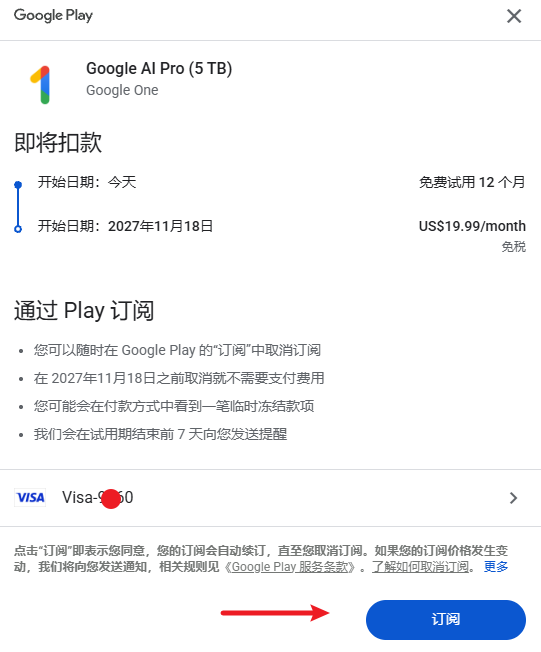 Google Play
Google AI Pro (5 TB)
Google One
即将扣款
开始日期：今天
免费试用 12 个月
开始日期：2027年11月18日
US$19.99/month
免税
通过 Play 订阅
您可以随时在 Google Play 的“订阅”中取消订阅
在 2027年11月18日之前取消就不需要支付费用
您可能会在付款方式中看到一笔临时冻结款项
我们会在试用期结束前 7 天向您发送提醒
VISA
点击“订阅”即表示您同意，您的订阅会自动续订，直至您取消订阅。如果您的订阅价格发生变
动，我们将向您发送通知，相关规则见《Google Play 服务条款》。了解如何取消订阅。 更多
订阅